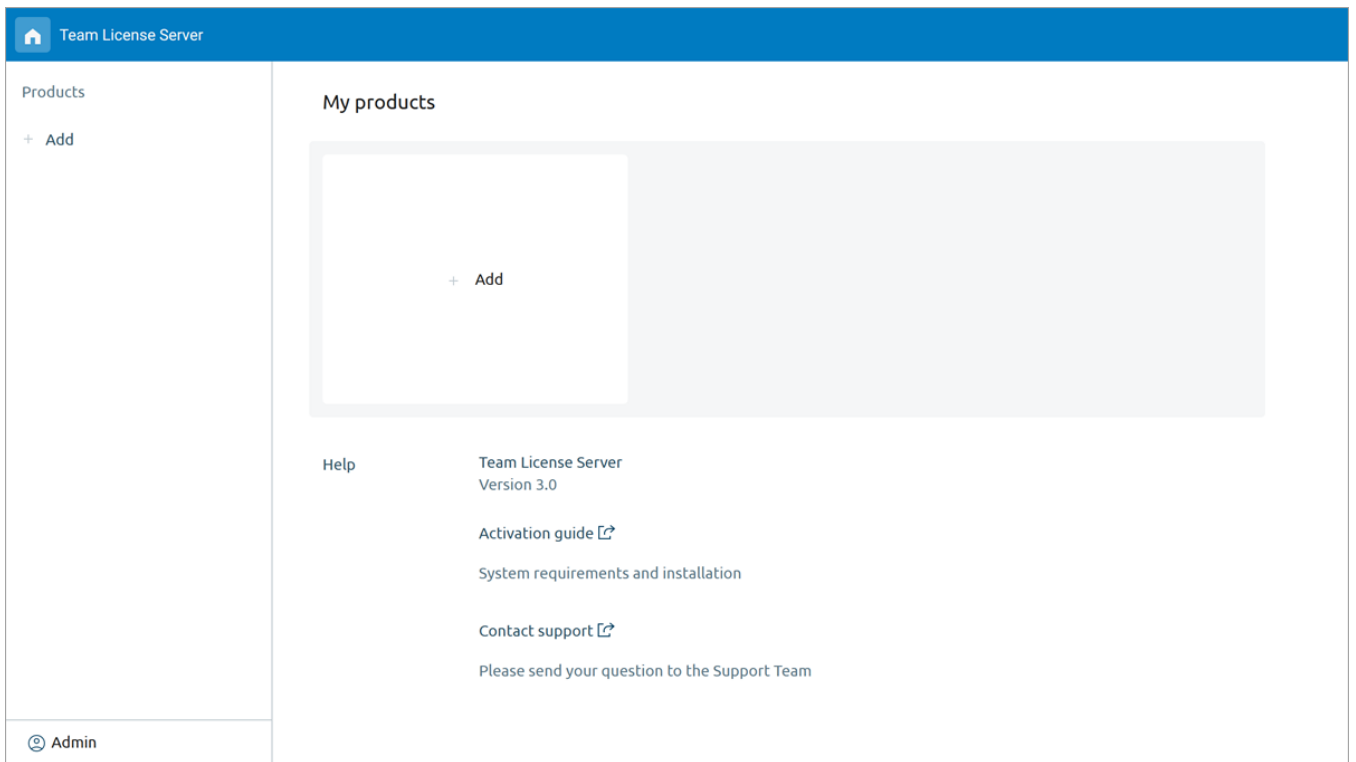 Team License Server
Products
+ Add
My products
+ Add
Help
Team License Server
Version 3.0
Activation guide
System requirements and installation
Contact support
Please send your question to the Support Team
Admin